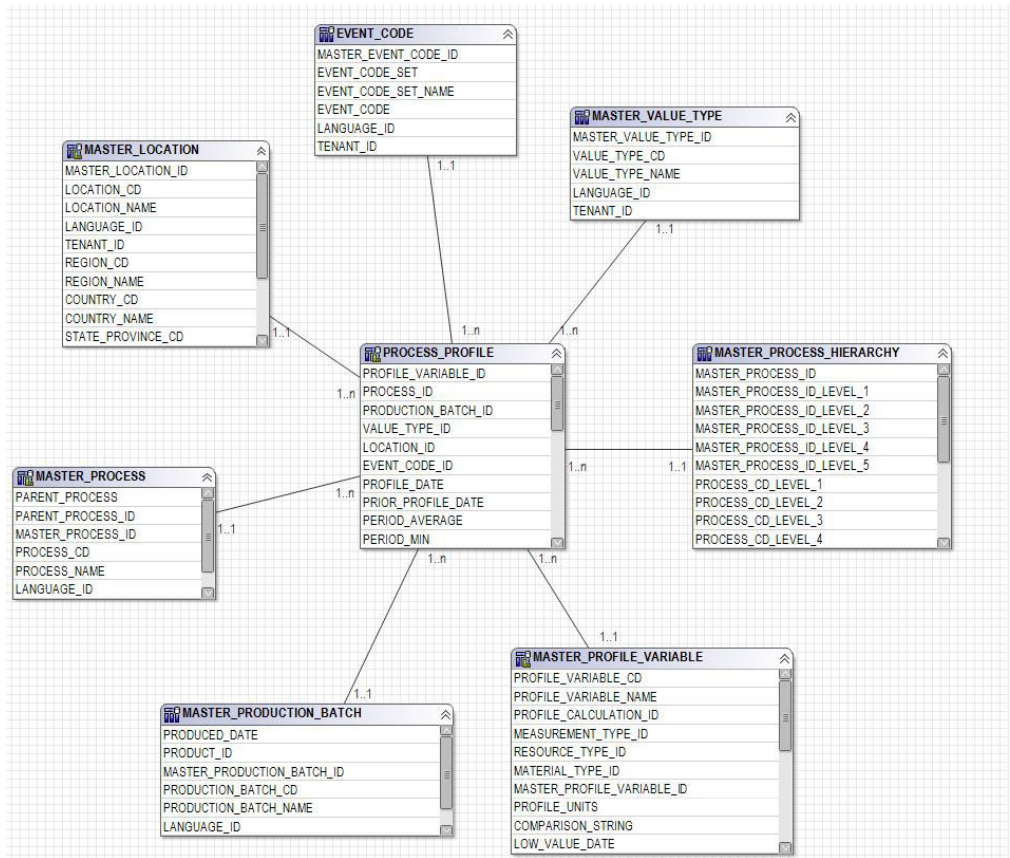 EVENT_CODE
MASTER_EVENT_CODE_ID
EVENT_CODE_SET
EVENT_CODE_SET_NAME
EVENT_CODE
LANGUAGE_ID
TENANT_ID
1..1
1..n
MASTER_VALUE_TYPE
MASTER_VALUE_TYPE_ID
VALUE_TYPE_CD
VALUE_TYPE_NAME
LANGUAGE_ID
TENANT_ID
1..1
1..n
MASTER_LOCATION
MASTER_LOCATION_ID
LOCATION_CD
LOCATION_NAME
LANGUAGE_ID
TENANT_ID
REGION_CD
REGION_NAME
COUNTRY_CD
COUNTRY_NAME
STATE_PROVINCE_CD
1..1
1..n
PROCESS_PROFILE
PROFILE_VARIABLE_ID
PROCESS_ID
PRODUCTION_BATCH_ID
VALUE_TYPE_ID
LOCATION_ID
EVENT_CODE_ID
PROFILE_DATE
PRIOR_PROFILE_DATE
PERIOD_AVERAGE
PERIOD_MIN
1..n
1..1
MASTER_PROCESS_HIERARCHY
MASTER_PROCESS_ID
MASTER_PROCESS_ID_LEVEL_1
MASTER_PROCESS_ID_LEVEL_2
MASTER_PROCESS_ID_LEVEL_3
MASTER_PROCESS_ID_LEVEL_4
MASTER_PROCESS_ID_LEVEL_5
PROCESS_CD_LEVEL_1
PROCESS_CD_LEVEL_2
PROCESS_CD_LEVEL_3
PROCESS_CD_LEVEL_4
MASTER_PROCESS
PARENT_PROCESS
PARENT_PROCESS_ID
MASTER_PROCESS_ID
PROCESS_CD
PROCESS_NAME
LANGUAGE_ID
1..1
1..n
1..n
1..1
MASTER_PRODUCTION_BATCH
PRODUCED_DATE
PRODUCT_ID
MASTER_PRODUCTION_BATCH_ID
PRODUCTION_BATCH_CD
PRODUCTION_BATCH_NAME
LANGUAGE_ID
1..n
1..1
MASTER_PROFILE_VARIABLE
PROFILE_VARIABLE_CD
PROFILE_VARIABLE_NAME
PROFILE_CALCULATION_ID
MEASUREMENT_TYPE_ID
RESOURCE_TYPE_ID
MATERIAL_TYPE_ID
MASTER_PROFILE_VARIABLE_ID
PROFILE_UNITS
COMPARISON_STRING
LOW_VALUE_DATE